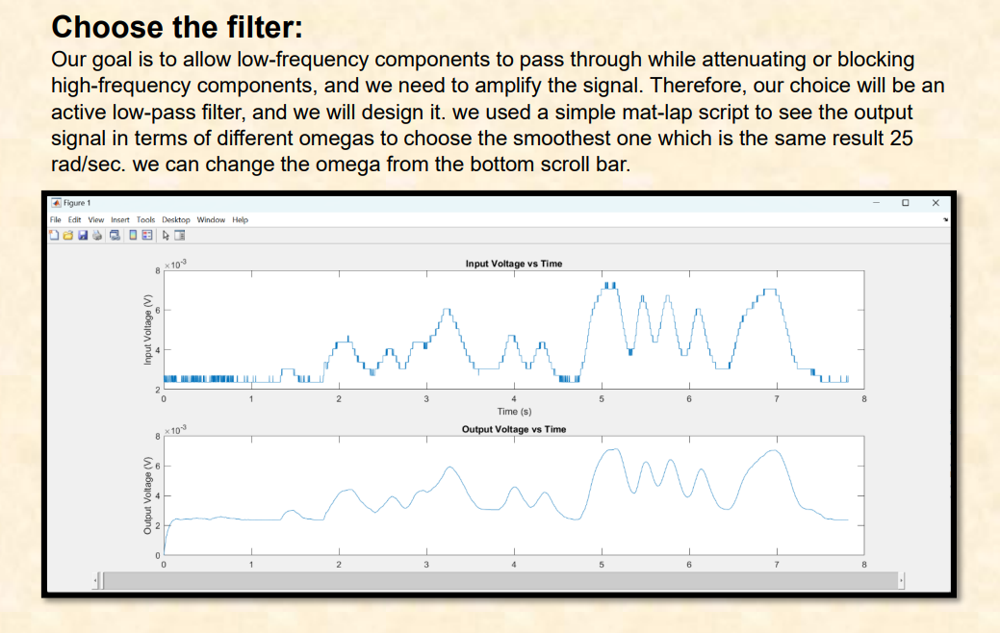 Choose the filter:
Our goal is to allow low-frequency components to pass through while attenuating or blocking
high-frequency components, and we need to amplify the signal. Therefore, our choice will be an
active low-pass filter, and we will design it. we used a simple mat-lap script to see the output
signal in terms of different omegas to choose the smoothest one which is the same result 25
rad/sec. we can change the omega from the bottom scroll bar.
Figure 1
File Edit View Insert Tools Desktop Window Help
×10-3
Input Voltage vs Time
8
6
4
2
Input Voltage (V)
0 1 2 3 4 5 6 7 8
Time (s)
×10-3
Output Voltage vs Time
8
6
4
2
0
Output Voltage (V)
0 1 2 3 4 5 6 7 8